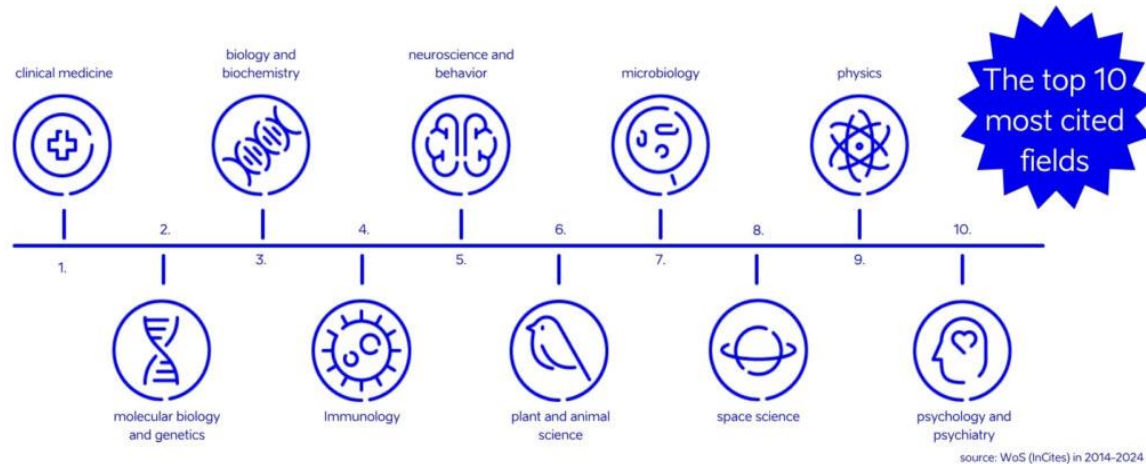 clinical medicine
biology and
biochemistry
neuroscience and
behavior
microbiology
physics
The top 10
most cited
fields
2.
4.
6.
8.
10.
1.
3.
5.
7.
9.
molecular biology
and genetics
Immunology
plant and animal
science
space science
psychology and
psychiatry
source: WoS (InCites) in 2014-2024